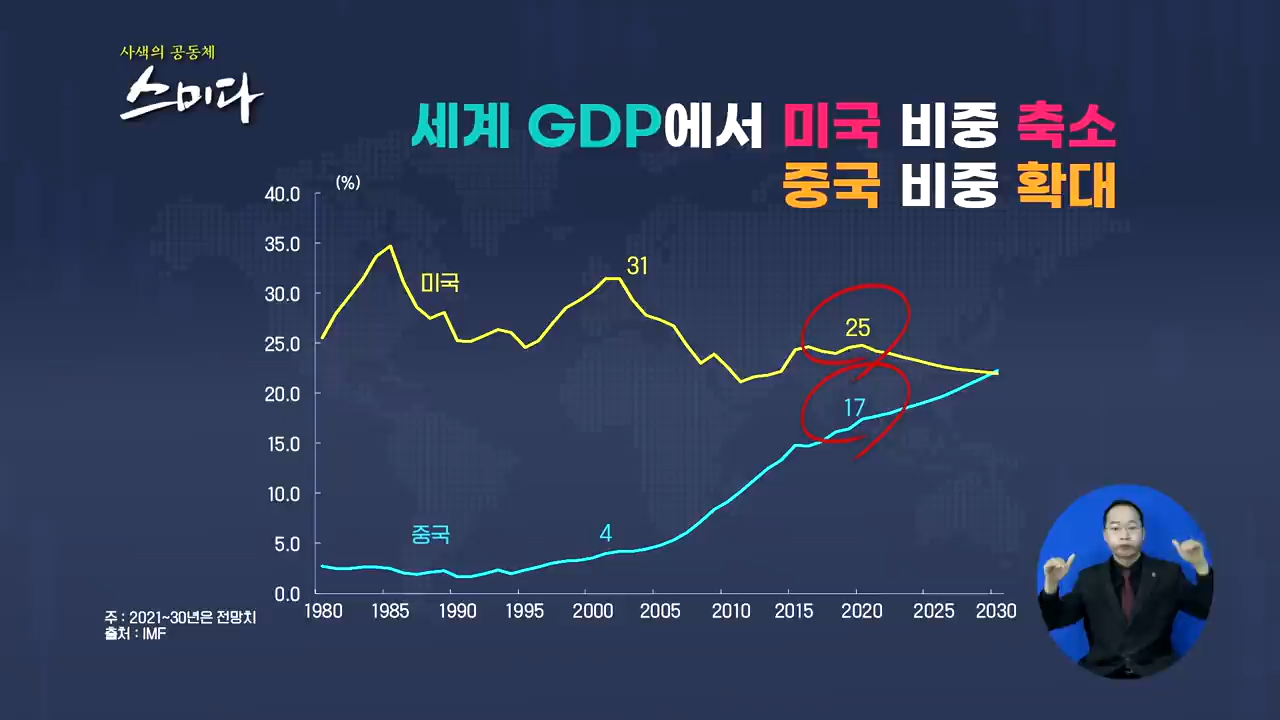 사색의 공동체
스미다
세계 GDP에서 미국 비중 축소
중국 비중 확대
(%)
40.0
35.0
30.0
25.0
20.0
15.0
10.0
5.0
0.0
미국
31
25
17
중국
4
1980 1985 1990 1995 2000 2005 2010 2015 2020 2025 2030
주 : 2021~30년은 전망치
출처 : IMF